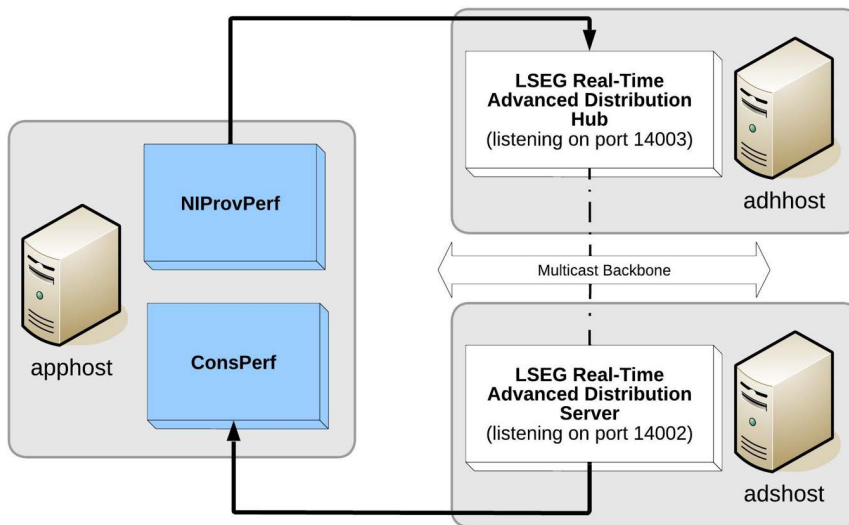 LSEG Real-Time
Advanced Distribution
Hub
(listening on port 14003)
adhhost
NIProvPerf
apphost
Multicast Backbone
ConsPerf
LSEG Real-Time
Advanced Distribution
Server
(listening on port 14002)
adshost